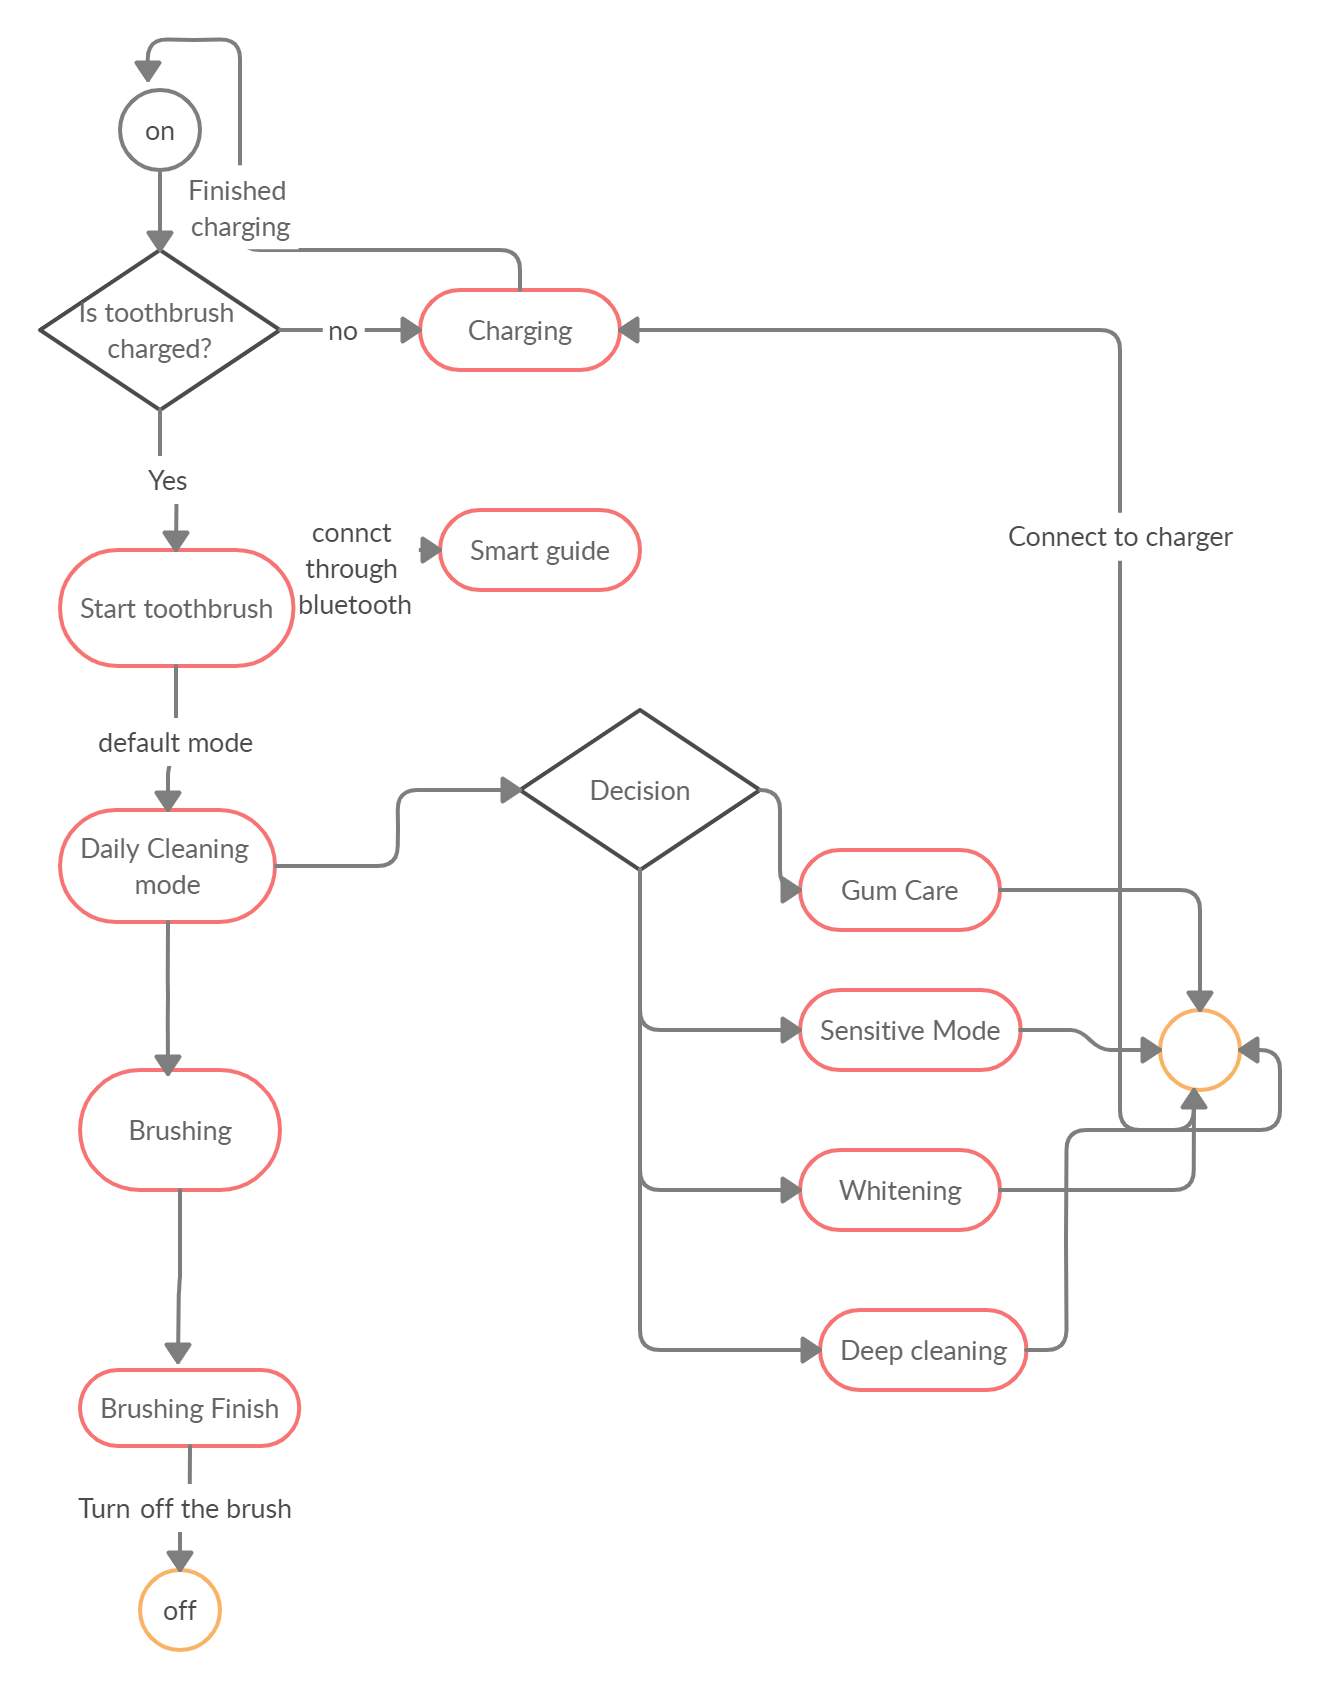 on
Finished
charging
Is toothbrush
charged?
no
Charging
Yes
connct
through
bluetooth
Smart guide
Connect to charger
Start toothbrush
default mode
Decision
Daily Cleaning
mode
Gum Care
Sensitive Mode
Brushing
Whitening
Deep cleaning
Brushing Finish
Turn off the brush
off